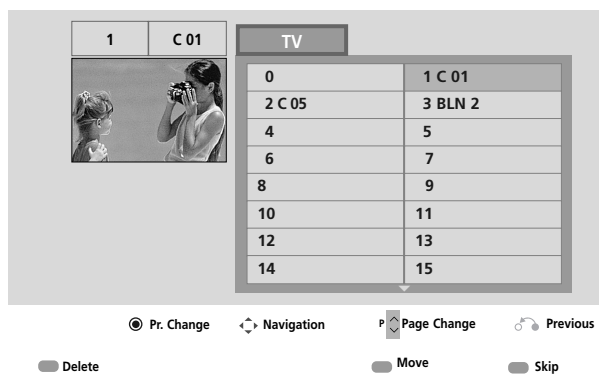 1 C 01 TV
0 1 C 01
2 C 05 3 BLN 2
4 5
6 7
8 9
10 11
12 13
14 15
Pr. Change Navigation P Page Change Previous
Delete Move Skip